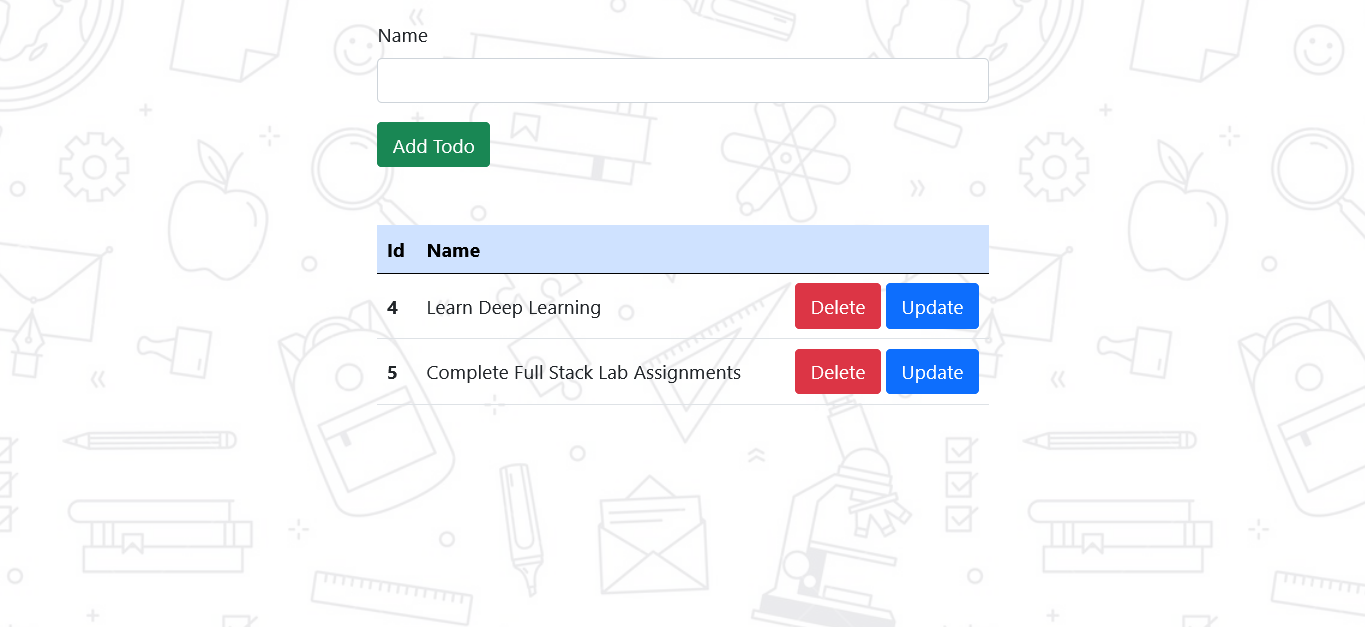 Name
Add Todo
Id Name
4 Learn Deep Learning Delete Update
5 Complete Full Stack Lab Assignments Delete Update